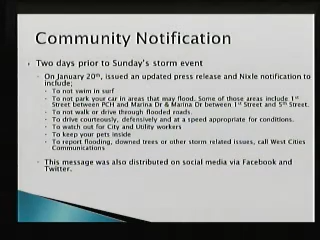 Community Notification
Two days prior to Sunday's storm event
On January 20th, issued an updated press release and Nixle notification to
include;
To not swim in surf
To not park your car in areas that may flood. Some of those areas include 1st
Street between PCH and Marina Dr & Marina Dr between 1st Street and 5th Street.
To not walk or drive through flooded roads.
To drive courteously, defensively and at a speed appropriate for conditions.
To watch out for City and Utility workers
To keep your pets inside
To report flooding, downed trees or other storm related issues, call West Cities
Communications
This message was also distributed on social media via Facebook and
Twitter.